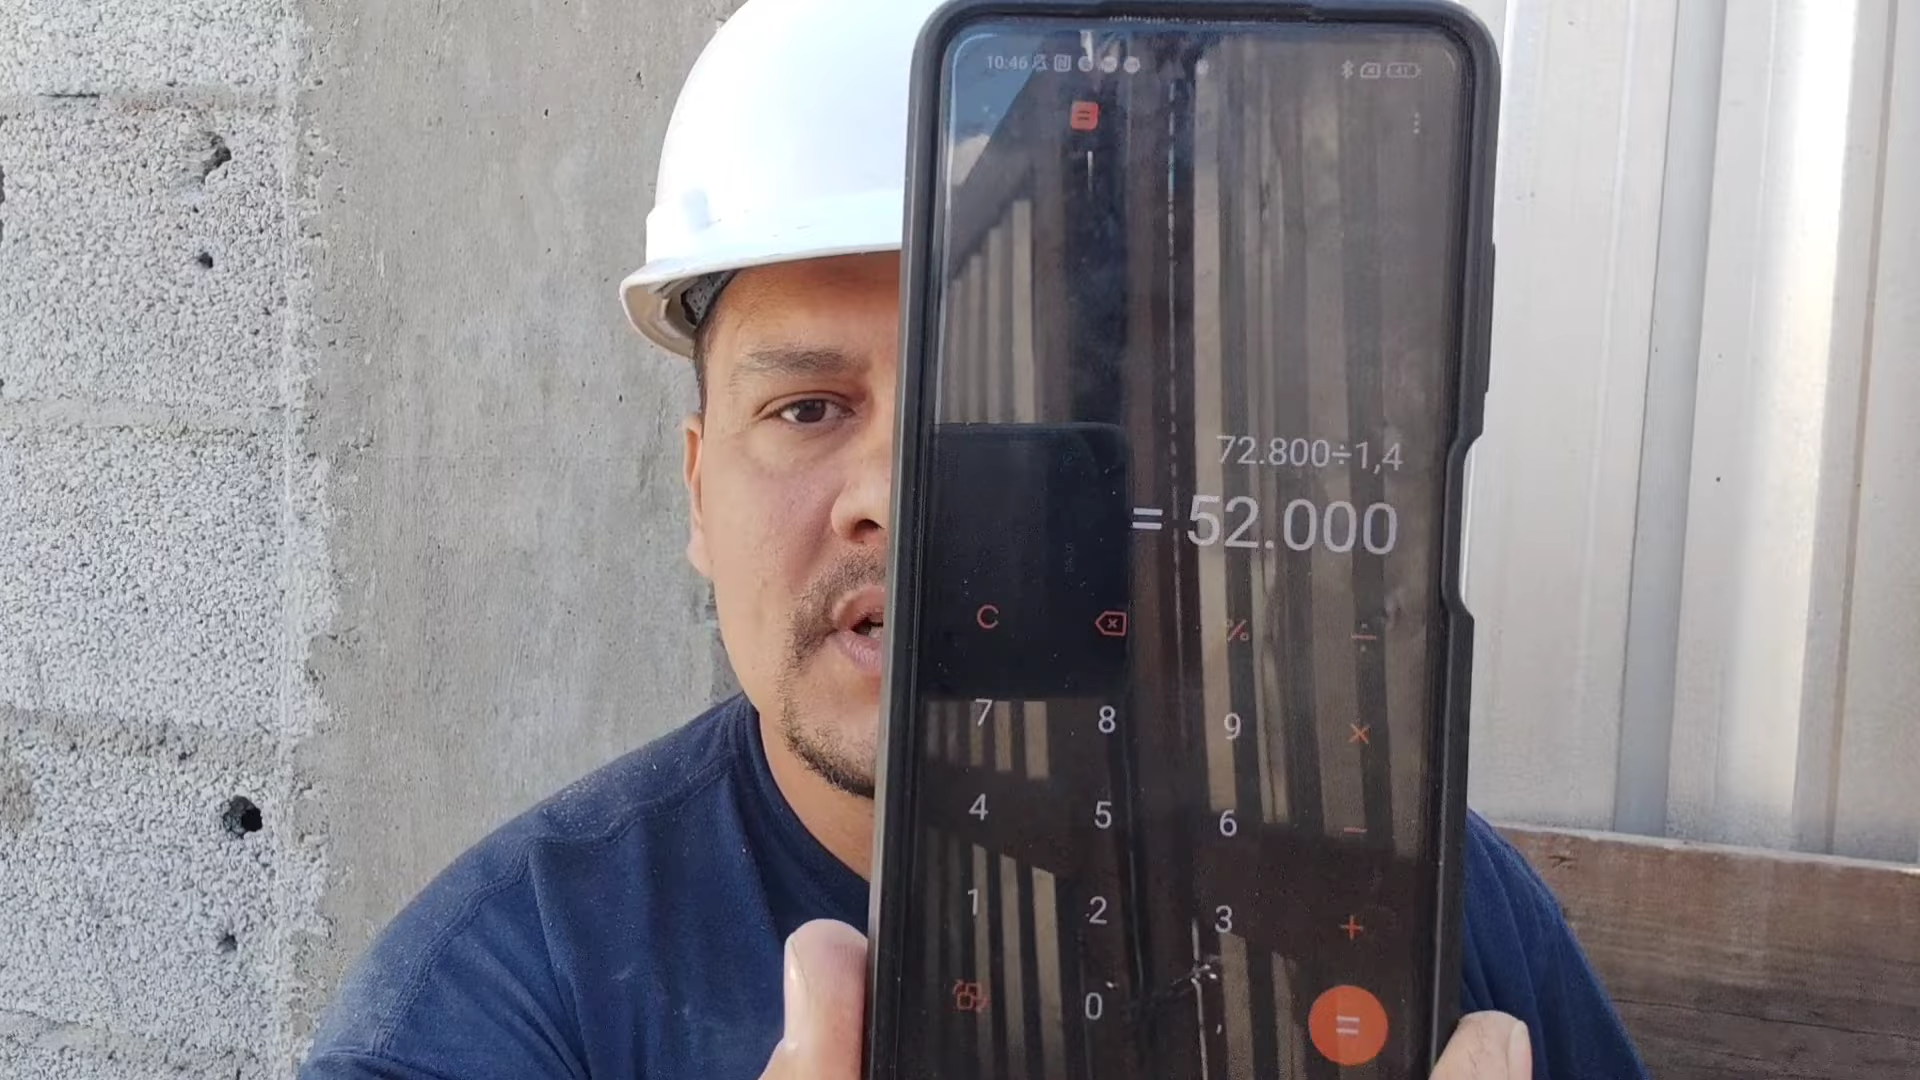 10:46
72.800÷1,4
= 52.000
C % ÷
7 8 9 ×
4 5 6 −
1 2 3 +
0 =